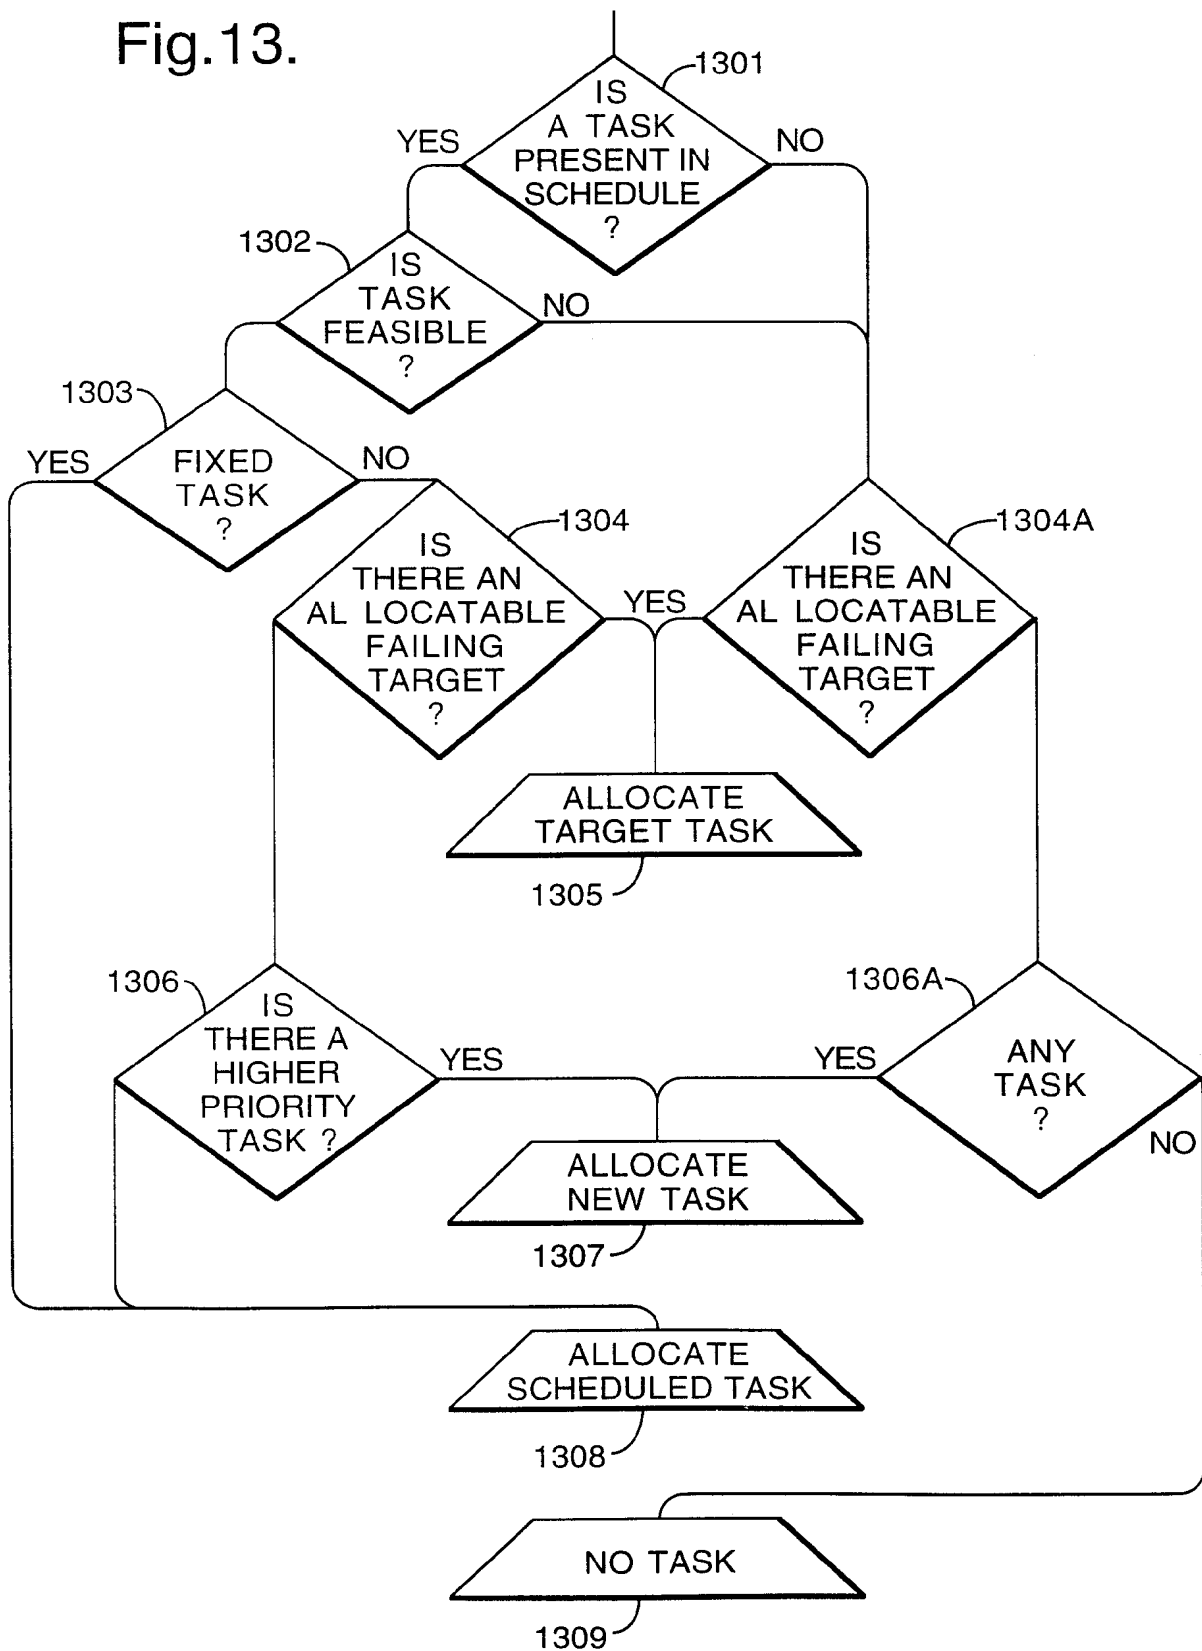 Fig.13.
1301
IS
A TASK
PRESENT IN
SCHEDULE
?
YES
NO
1302
IS
TASK
FEASIBLE
?
NO
1303
FIXED
TASK
?
YES
NO
1304
IS
THERE AN
AL LOCATABLE
FAILING
TARGET
?
YES
1304A
IS
THERE AN
AL LOCATABLE
FAILING
TARGET
?
ALLOCATE
TARGET TASK
1305
1306
IS
THERE A
HIGHER
PRIORITY
TASK ?
YES
1306A
ANY
TASK
?
YES
NO
ALLOCATE
NEW TASK
1307
ALLOCATE
SCHEDULED TASK
1308
NO TASK
1309